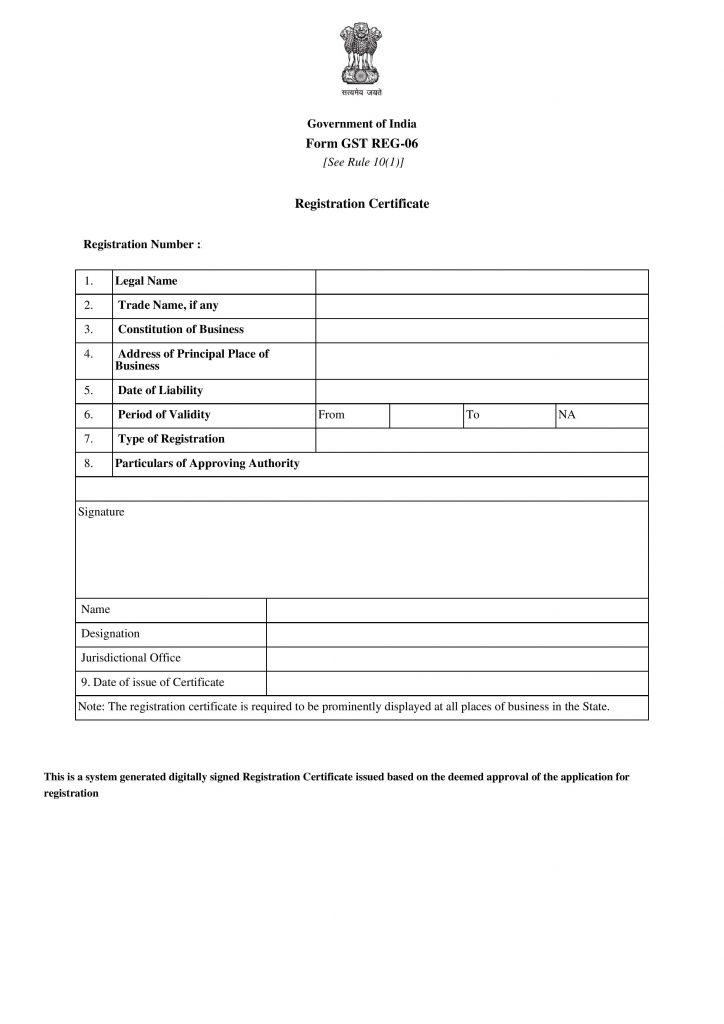 सत्यमेव जयते
Government of India
Form GST REG-06
[See Rule 10(1)]
Registration Certificate
Registration Number :
1. Legal Name
2. Trade Name, if any
3. Constitution of Business
4. Address of Principal Place of
Business
5. Date of Liability
6. Period of Validity From To NA
7. Type of Registration
8. Particulars of Approving Authority
Signature
Name
Designation
Jurisdictional Office
9. Date of issue of Certificate
Note: The registration certificate is required to be prominently displayed at all places of business in the State.
This is a system generated digitally signed Registration Certificate issued based on the deemed approval of the application for
registration